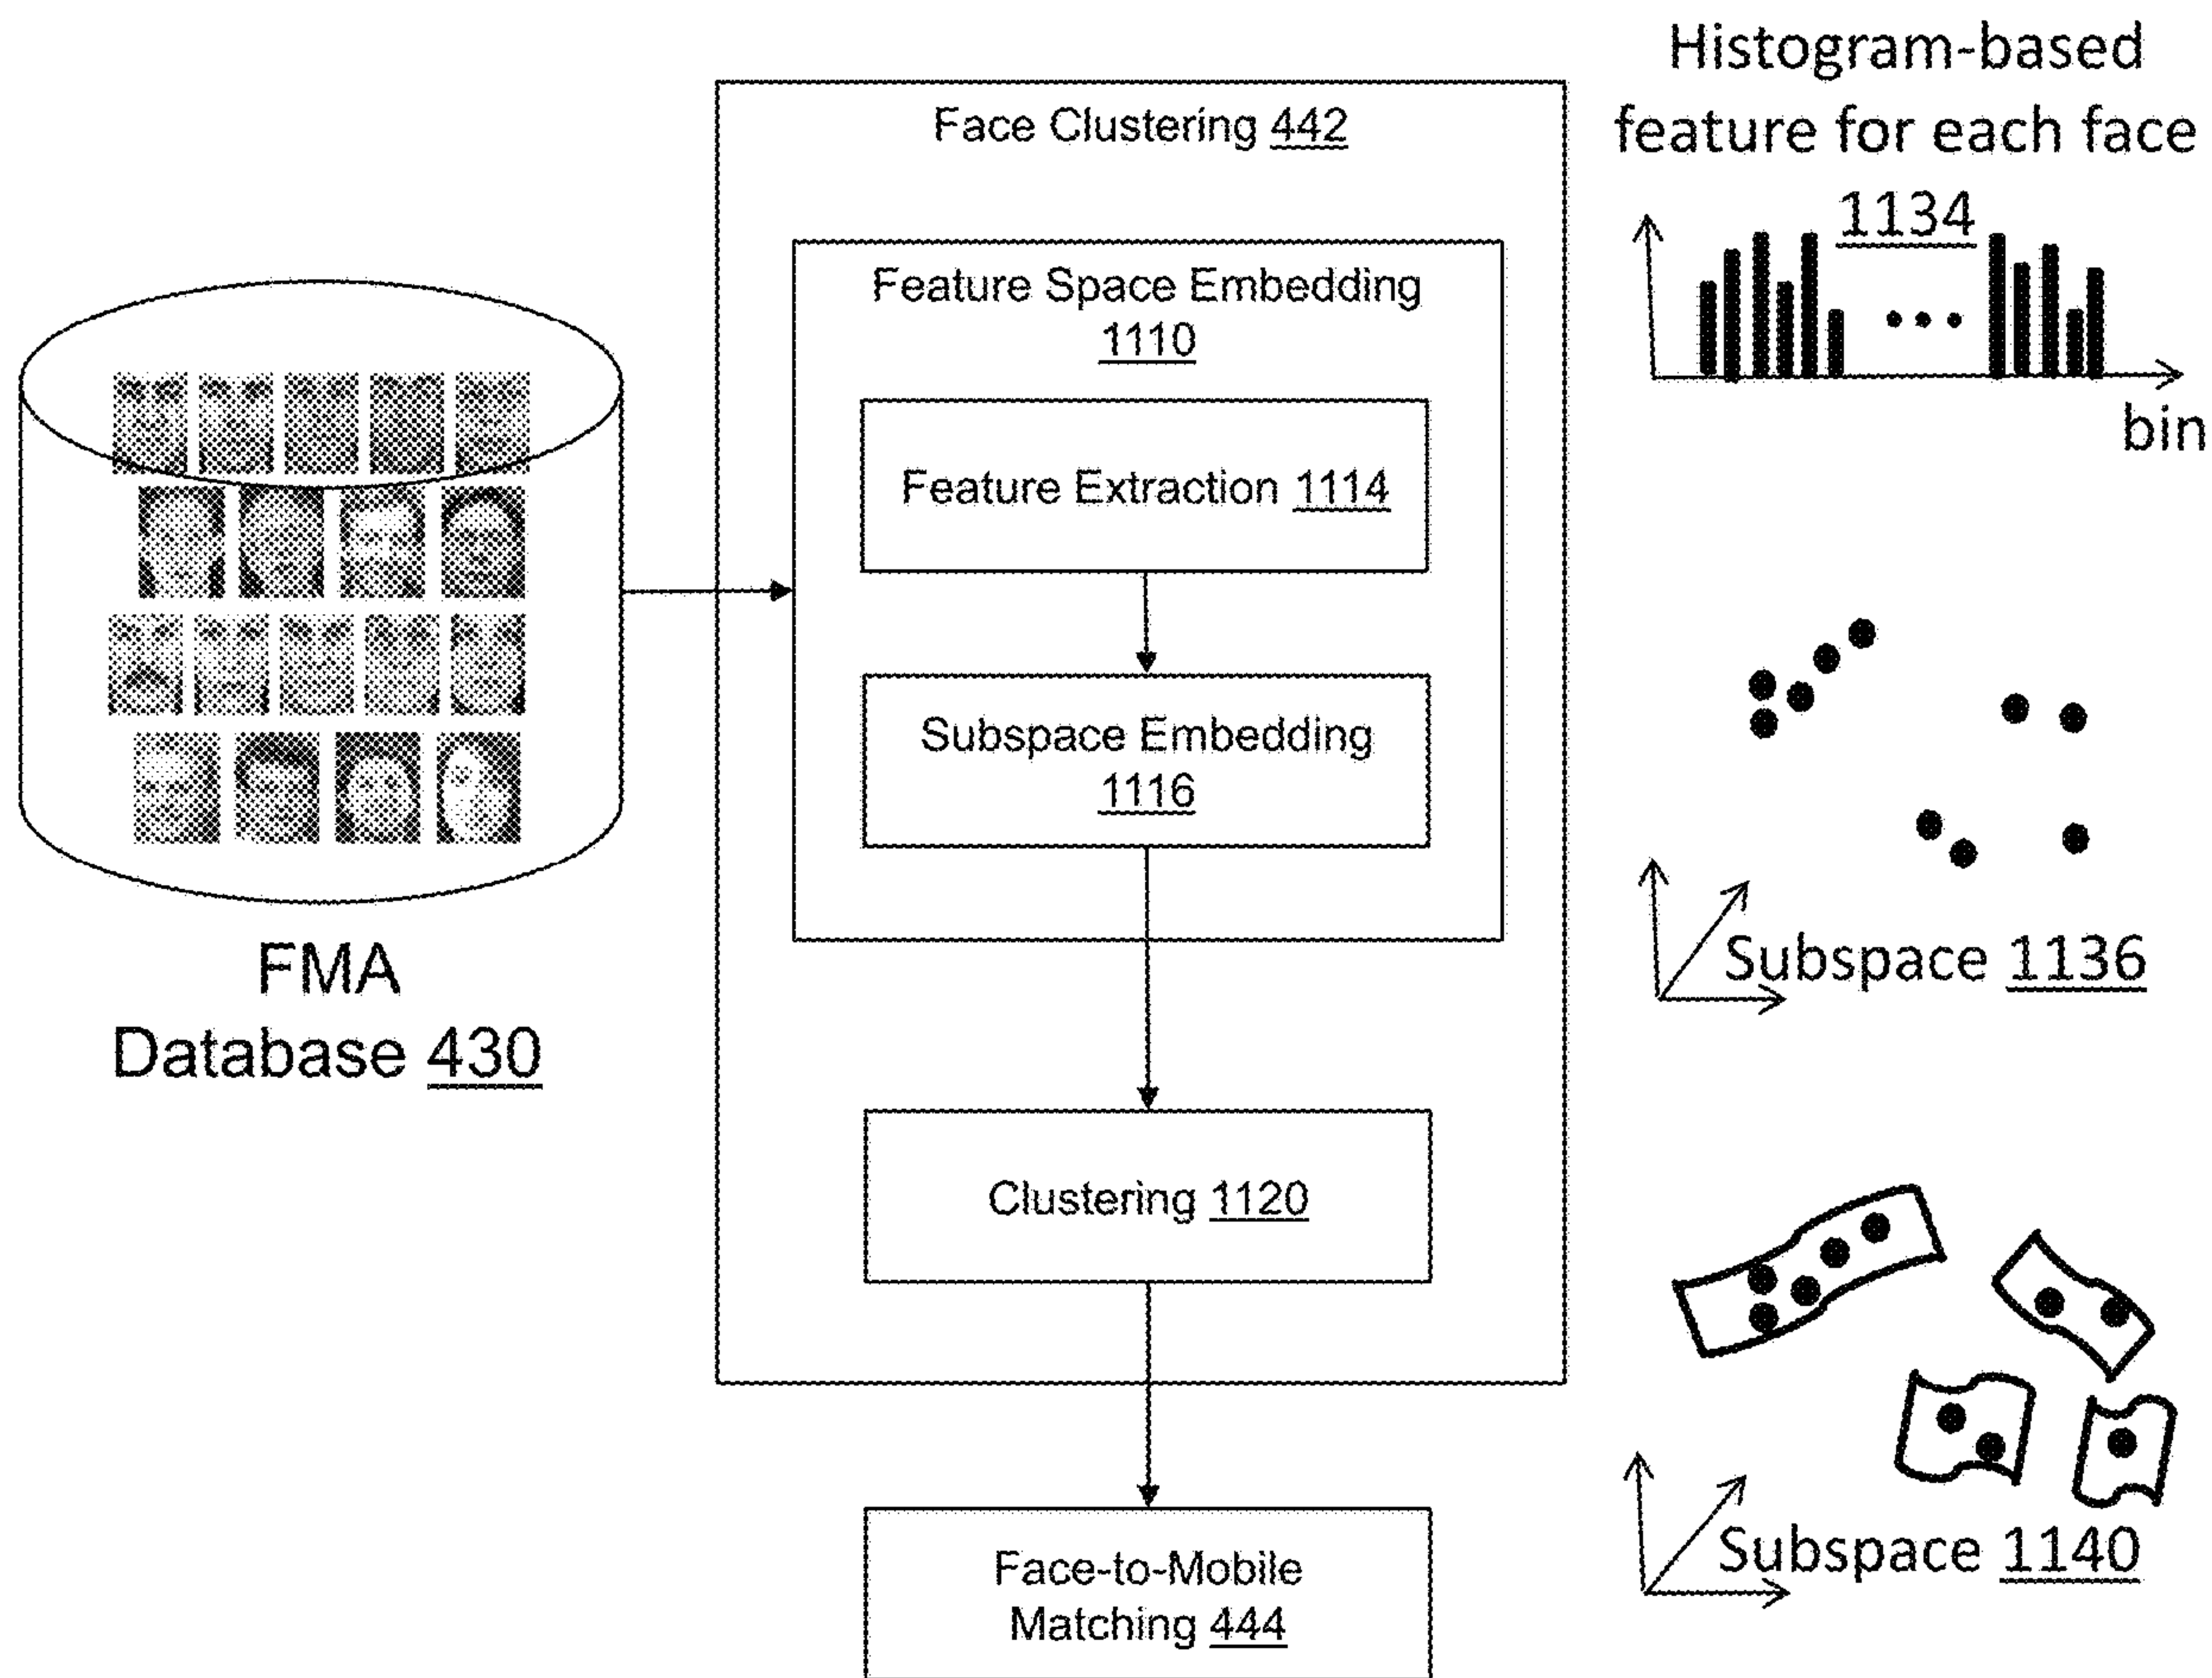 Face Clustering 442
Feature Space Embedding
1110
Feature Extraction 1114
Subspace Embedding
1116
Clustering 1120
Face-to-Mobile
Matching 444
FMA
Database 430
Histogram-based
feature for each face
1134
bin
Subspace 1136
Subspace 1140